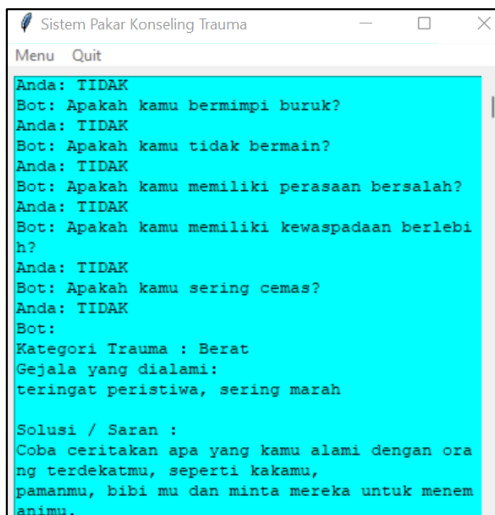 Sistem Pakar Konseling Trauma
Menu Quit
Anda: TIDAK
Bot: Apakah kamu bermimpi buruk?
Anda: TIDAK
Bot: Apakah kamu tidak bermain?
Anda: TIDAK
Bot: Apakah kamu memiliki perasaan bersalah?
Anda: TIDAK
Bot: Apakah kamu memiliki kewaspadaan berlebi
h?
Anda: TIDAK
Bot: Apakah kamu sering cemas?
Anda: TIDAK
Bot:
Kategori Trauma : Berat
Gejala yang dialami:
teringat peristiwa, sering marah
Solusi / Saran :
Coba ceritakan apa yang kamu alami dengan ora
ng terdekatmu, seperti kakamu,
pamanmu, bibi mu dan minta mereka untuk menem
animu.